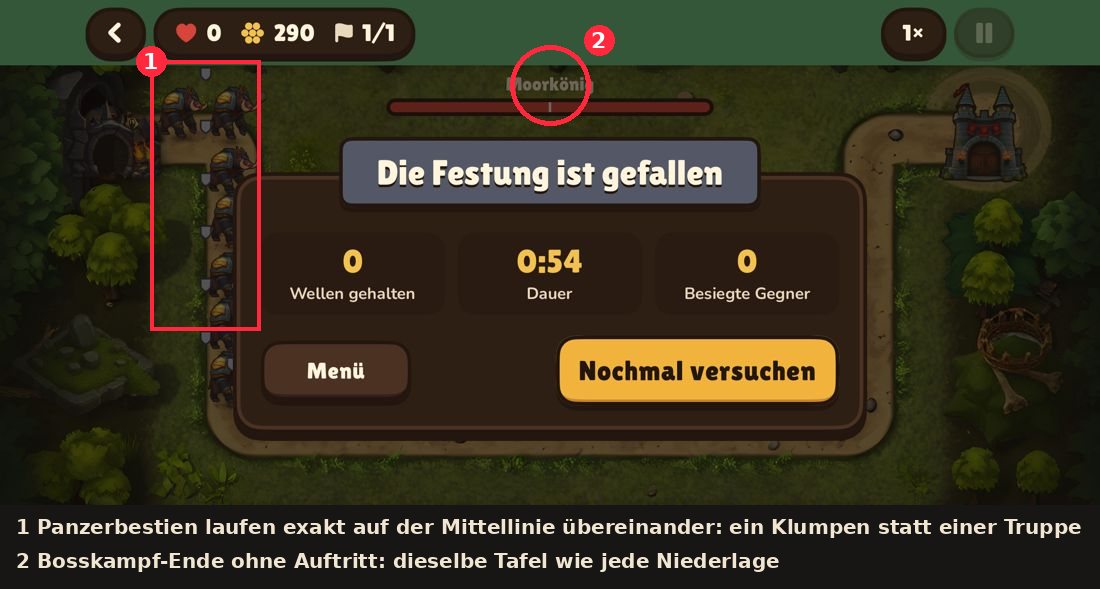 0 290 1/1 1×
1
2
Moorkönig
Die Festung ist gefallen
0 0:54 0
Wellen gehalten Dauer Besiegte Gegner
Menü Nochmal versuchen
1 Panzerbestien laufen exakt auf der Mittellinie übereinander: ein Klumpen statt einer Truppe
2 Bosskampf-Ende ohne Auftritt: dieselbe Tafel wie jede Niederlage